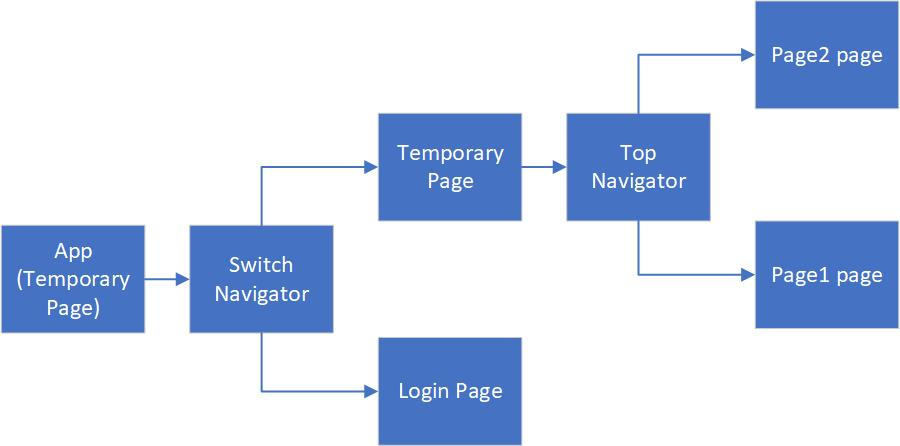 App
(Temporary
Page)
Switch
Navigator
Temporary
Page
Login Page
Top
Navigator
Page2 page
Page1 page